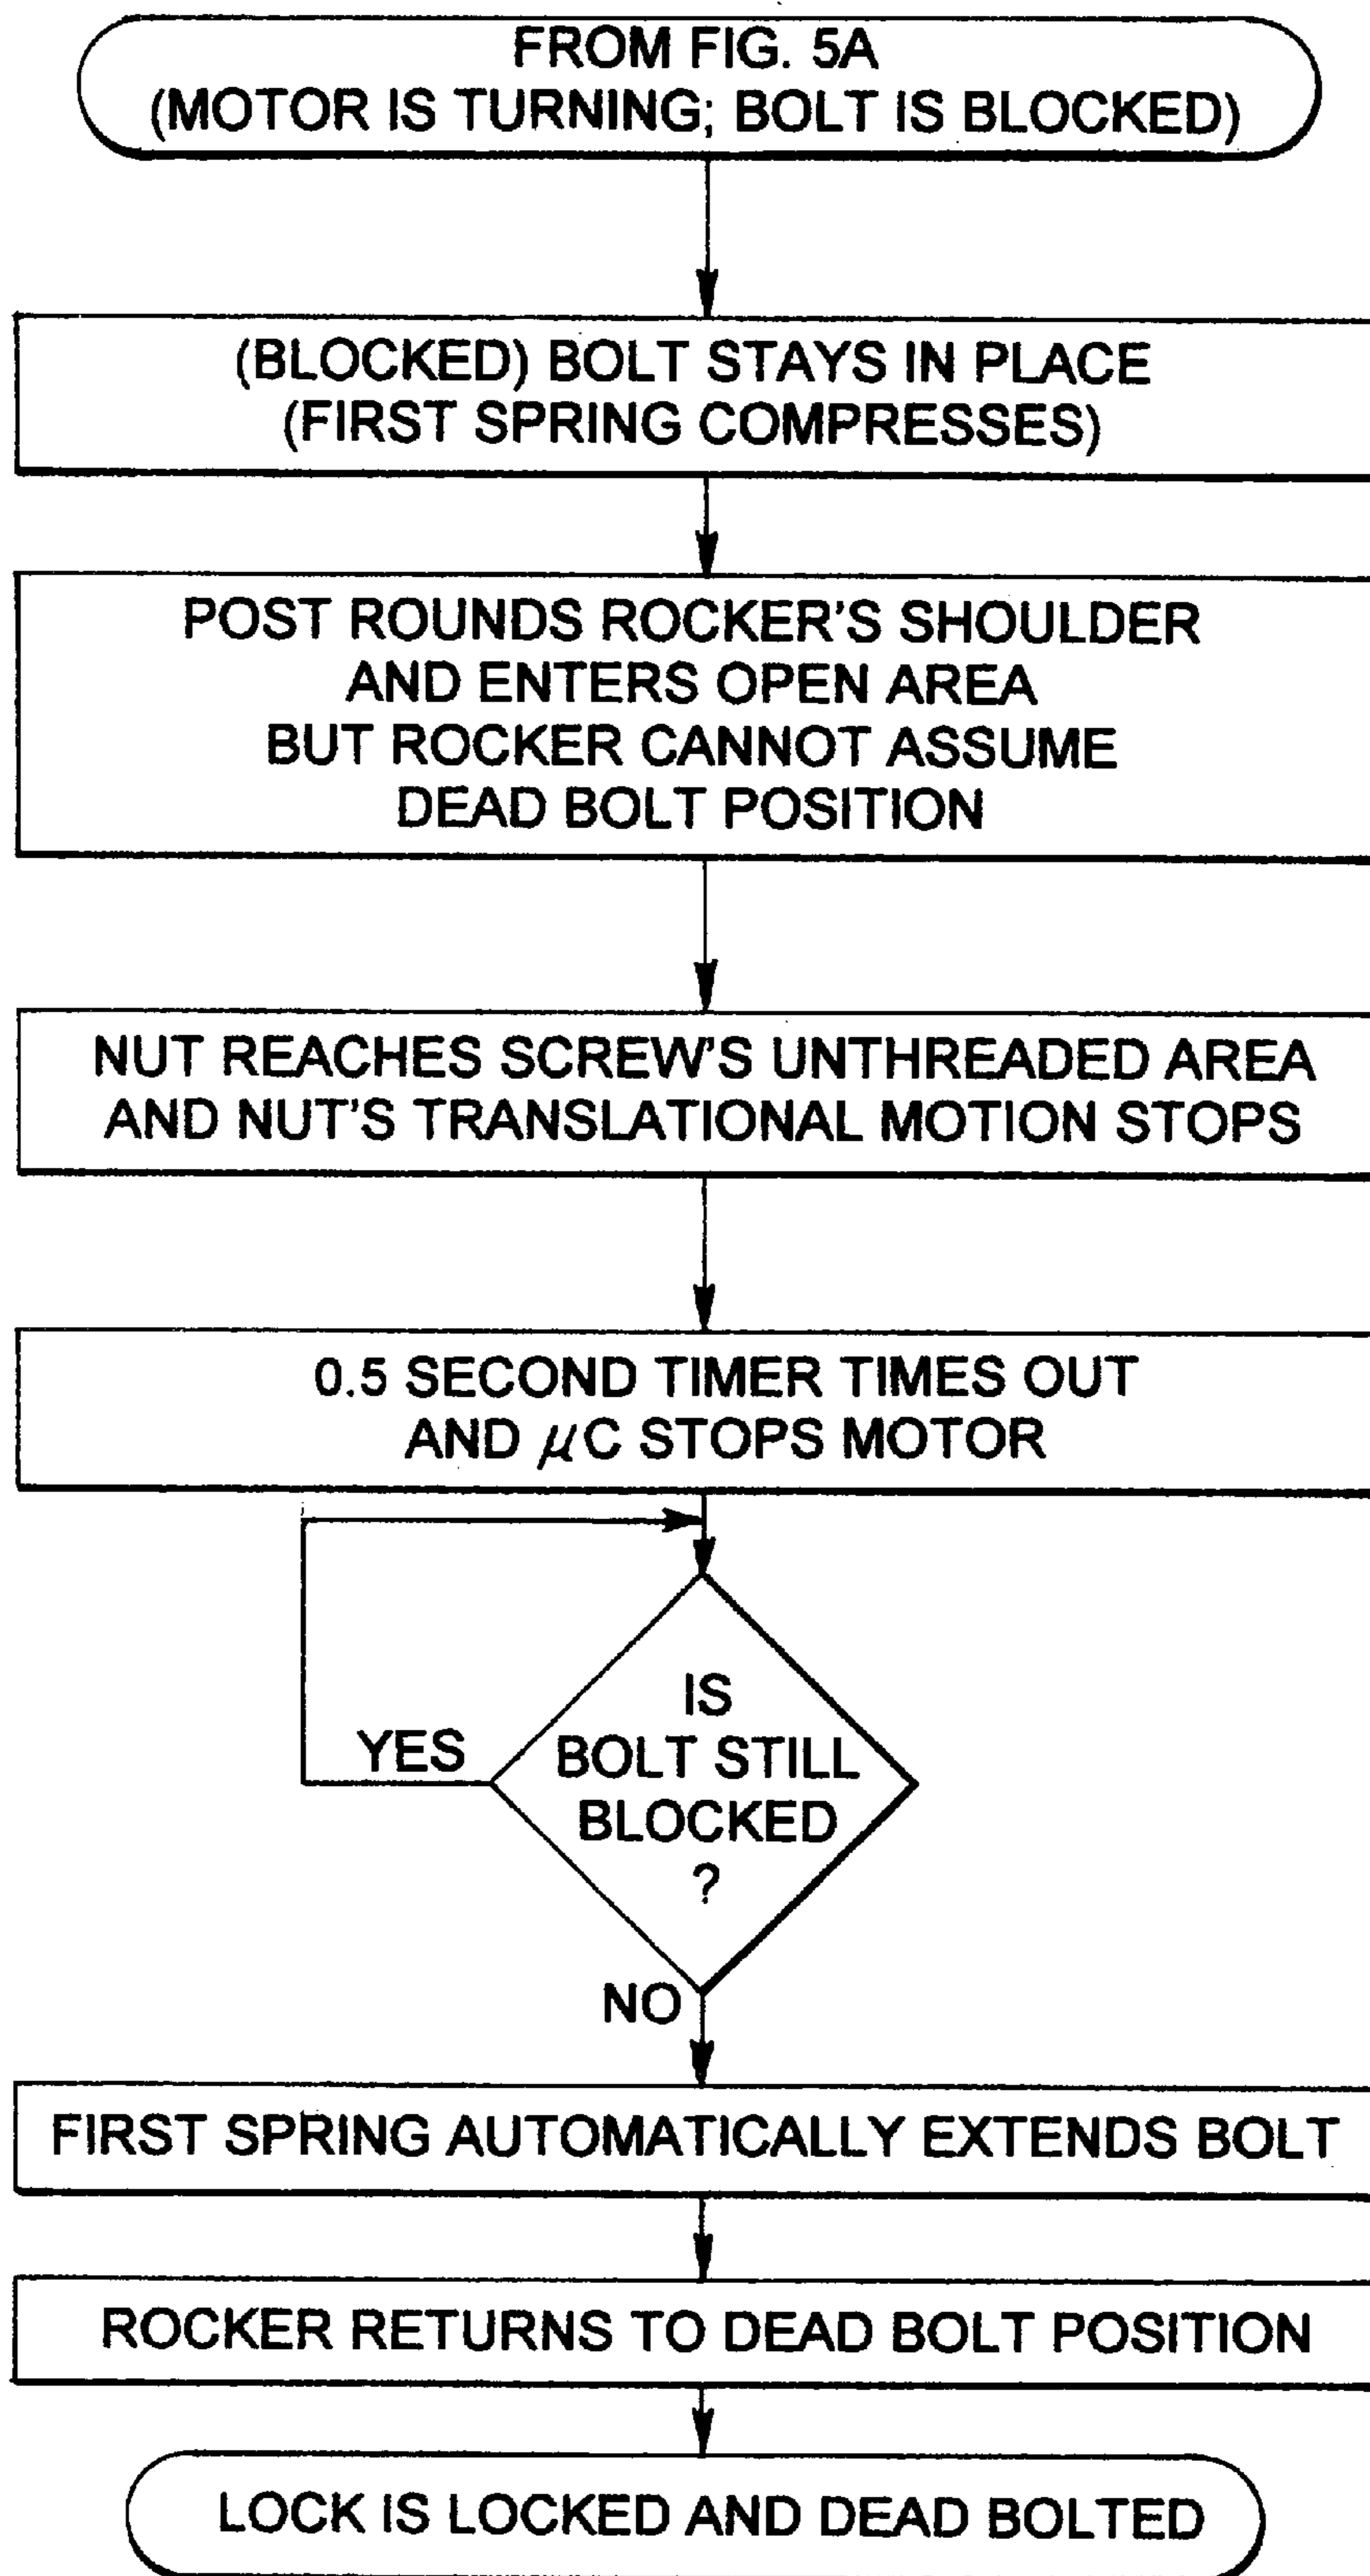 FROM FIG. 5A
(MOTOR IS TURNING; BOLT IS BLOCKED)
(BLOCKED) BOLT STAYS IN PLACE
(FIRST SPRING COMPRESSES)
POST ROUNDS ROCKER'S SHOULDER
AND ENTERS OPEN AREA
BUT ROCKER CANNOT ASSUME
DEAD BOLT POSITION
NUT REACHES SCREW'S UNTHREADED AREA
AND NUT'S TRANSLATIONAL MOTION STOPS
0.5 SECOND TIMER TIMES OUT
AND μC STOPS MOTOR
IS
BOLT STILL
BLOCKED
?
YES
NO
FIRST SPRING AUTOMATICALLY EXTENDS BOLT
ROCKER RETURNS TO DEAD BOLT POSITION
LOCK IS LOCKED AND DEAD BOLTED